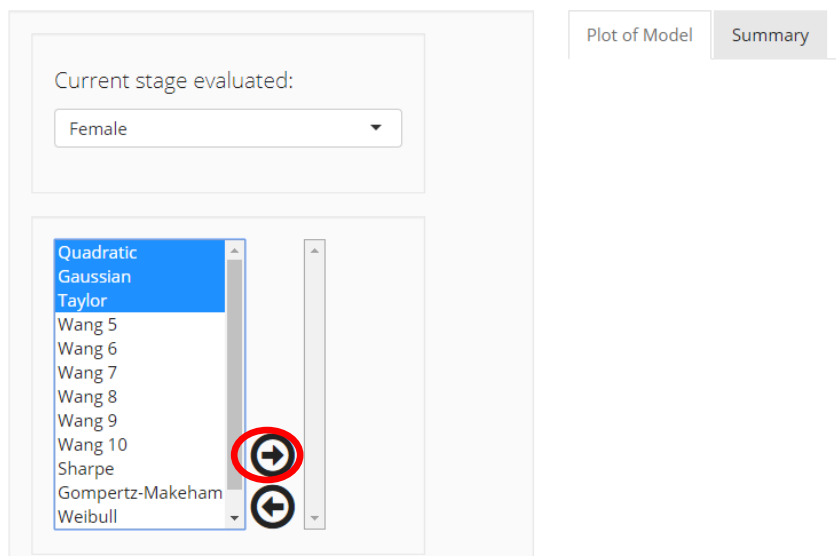 Plot of Model
Summary
Current stage evaluated:
Female
Quadratic
Gaussian
Taylor
Wang 5
Wang 6
Wang 7
Wang 8
Wang 9
Wang 10
Sharpe
Gompertz-Makeham
Weibull